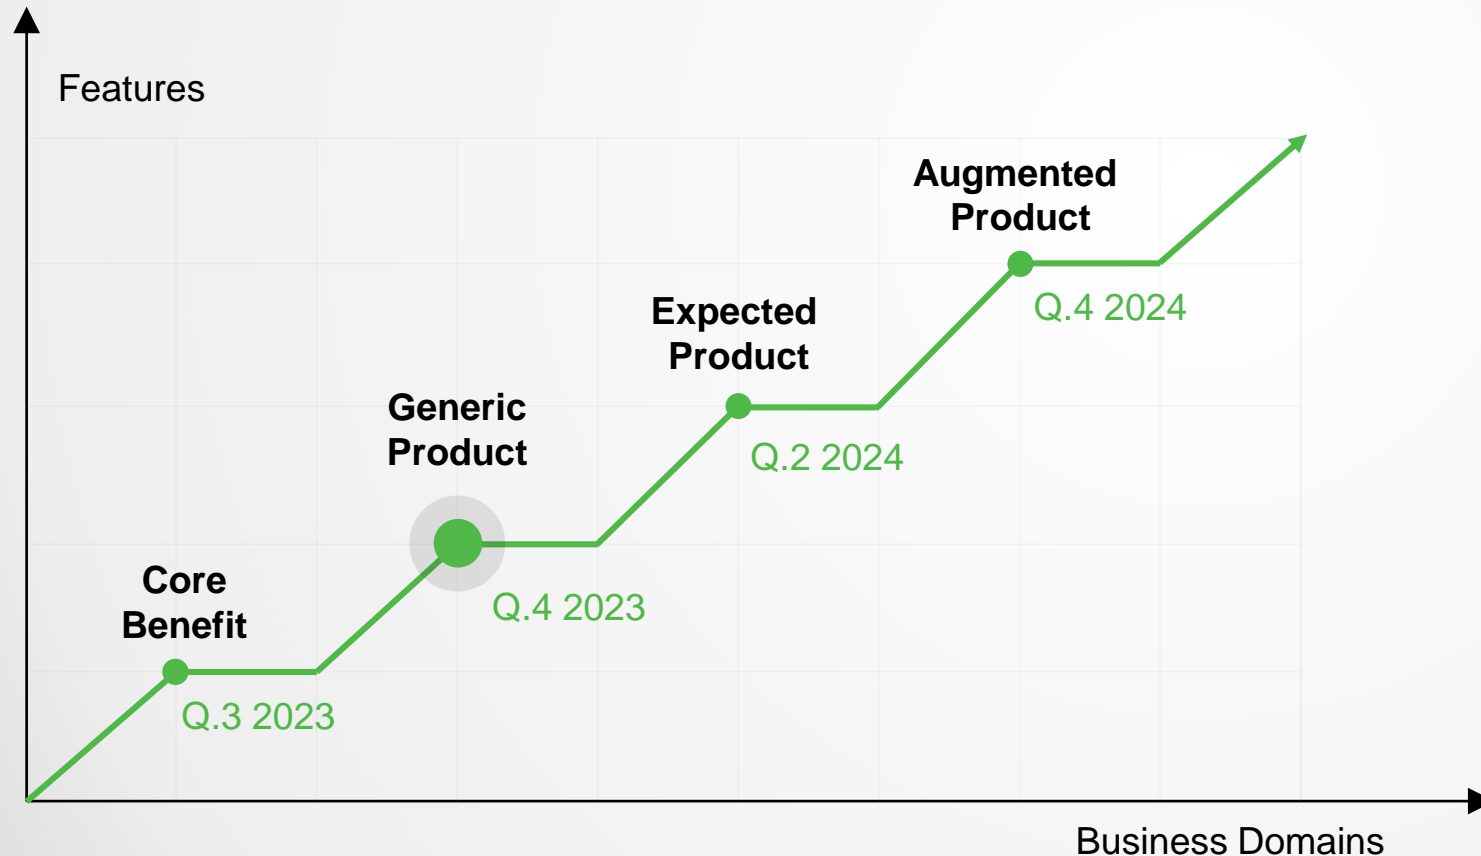 Features
Augmented
Product
Q.4 2024
Expected
Product
Q.2 2024
Generic
Product
Q.4 2023
Core
Benefit
Q.3 2023
Business Domains